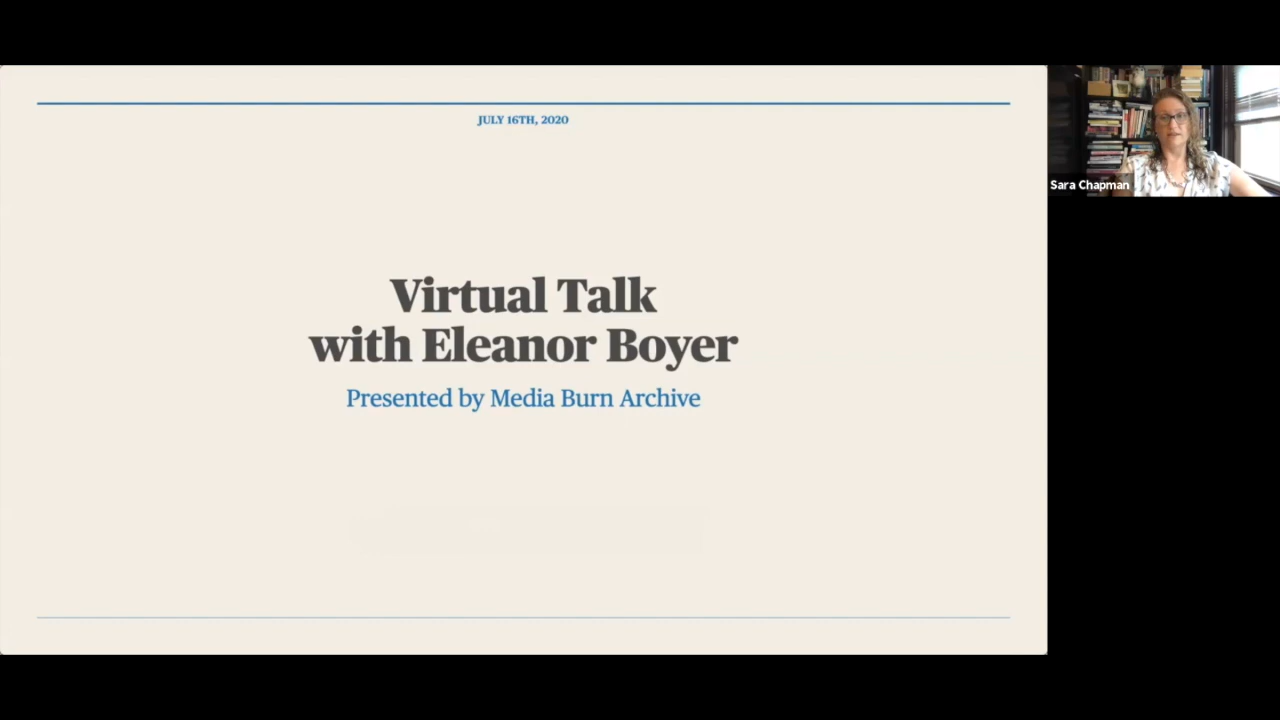 JULY 16TH, 2020
Virtual Talk
with Eleanor Boyer
Presented by Media Burn Archive
Sara Chapman